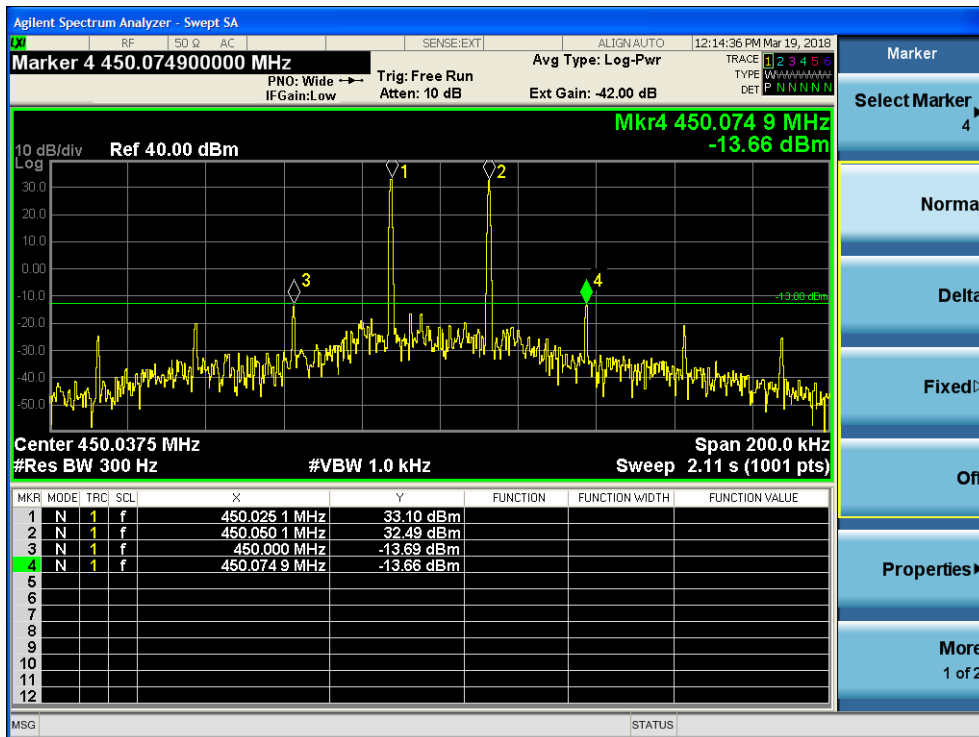 Agilent Spectrum Analyzer - Swept SA
LXI RF 50 Ω AC SENSE:EXT ALIGN AUTO 12:14:36 PM Mar 19, 2018
Marker 4 450.074900000 MHz
PNO: Wide
IFGain:Low
Trig: Free Run
Atten: 10 dB
Avg Type: Log-Pwr
Ext Gain: -42.00 dB
TRACE 1 2 3 4 5 6
TYPE
DET P N N N N N
Mkr4 450.074 9 MHz
-13.66 dBm
10 dB/div Ref 40.00 dBm
Log
30.0
20.0
10.0
0.00
-10.0
-20.0
-30.0
-40.0
-50.0
1
2
3
4
-13.00 dBm
Center 450.0375 MHz Span 200.0 kHz
#Res BW 300 Hz #VBW 1.0 kHz Sweep 2.11 s (1001 pts)
MKR MODE TRC SCL X Y FUNCTION FUNCTION WIDTH FUNCTION VALUE
1 N 1 f 450.025 1 MHz 33.10 dBm
2 N 1 f 450.050 1 MHz 32.49 dBm
3 N 1 f 450.000 MHz -13.69 dBm
4 N 1 f 450.074 9 MHz -13.66 dBm
5
6
7
8
9
10
11
12
MSG STATUS
Marker
Select Marker
4
Norma
Delta
Fixed
Off
Properties
More
1 of 2